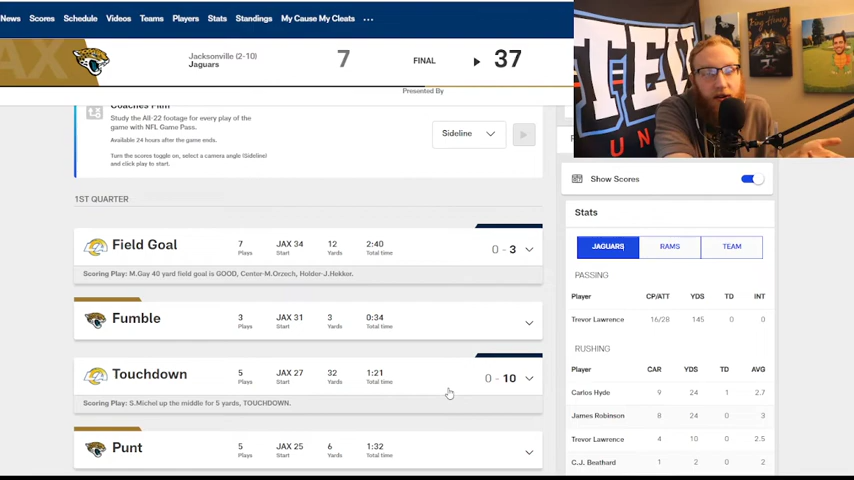 News Scores Schedule Videos Teams Players Stats Standings My Cause My Cleats ...
Jacksonville (2-10)
Jaguars
7
FINAL
37
Presented By
JAX
TEU
UN
King Henry
Coaches Film
Study the All-22 footage for every play of the
game with NFL Game Pass.
Available 24 hours after the game ends.
Turn the scores toggle on, select a camera angle (Sideline)
and click play to start.
Sideline
1ST QUARTER
Field Goal
7 JAX 34 12 2:40
Plays Start Yards Total time
0 - 3
Scoring Play: M.Gay 40 yard field goal is GOOD, Center-M.Orzech, Holder-J.Hekker.
Fumble
3 JAX 31 3 0:34
Plays Start Yards Total time
Touchdown
5 JAX 27 32 1:21
Plays Start Yards Total time
0 - 10
Scoring Play: S.Michel up the middle for 5 yards, TOUCHDOWN.
Punt
5 JAX 25 6 1:32
Plays Start Yards Total time
Show Scores
Stats
JAGUARS RAMS TEAM
PASSING
Player CP/ATT YDS TD INT
Trevor Lawrence 16/28 145 0 0
RUSHING
Player CAR YDS TD AVG
Carlos Hyde 9 24 1 2.7
James Robinson 8 24 0 3
Trevor Lawrence 4 10 0 2.5
C.J. Beathard 1 2 0 2